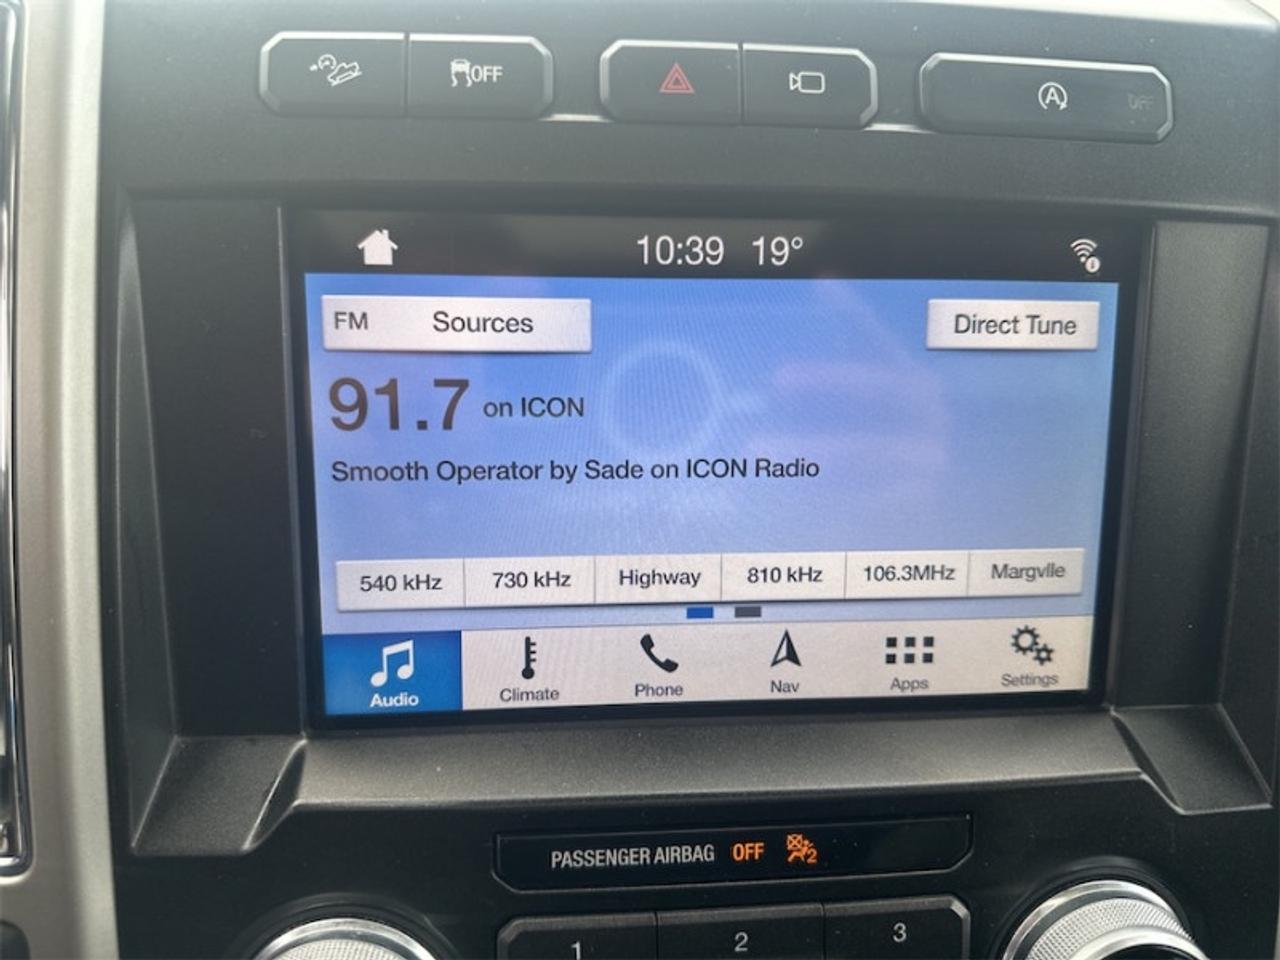 OFF
A OFF
10:39 19°
FM Sources
Direct Tune
91.7 on ICON
Smooth Operator by Sade on ICON Radio
540 kHz 730 kHz Highway 810 kHz 106.3MHz Margvlle
Audio Climate Phone Nav Apps Settings
PASSENGER AIRBAG OFF 2
1 2 3